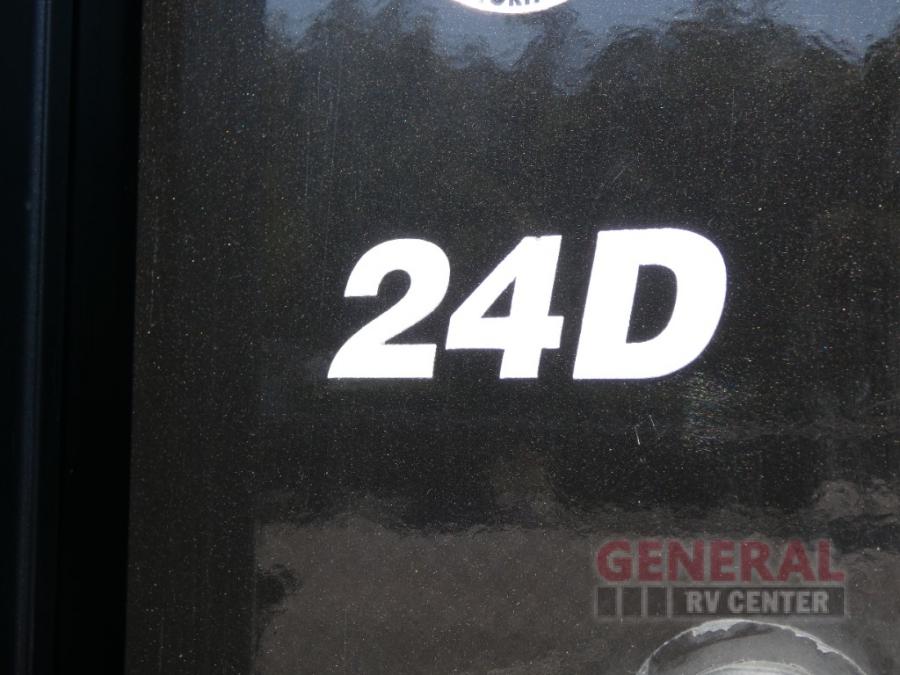 24D
GENERAL
RV CENTER